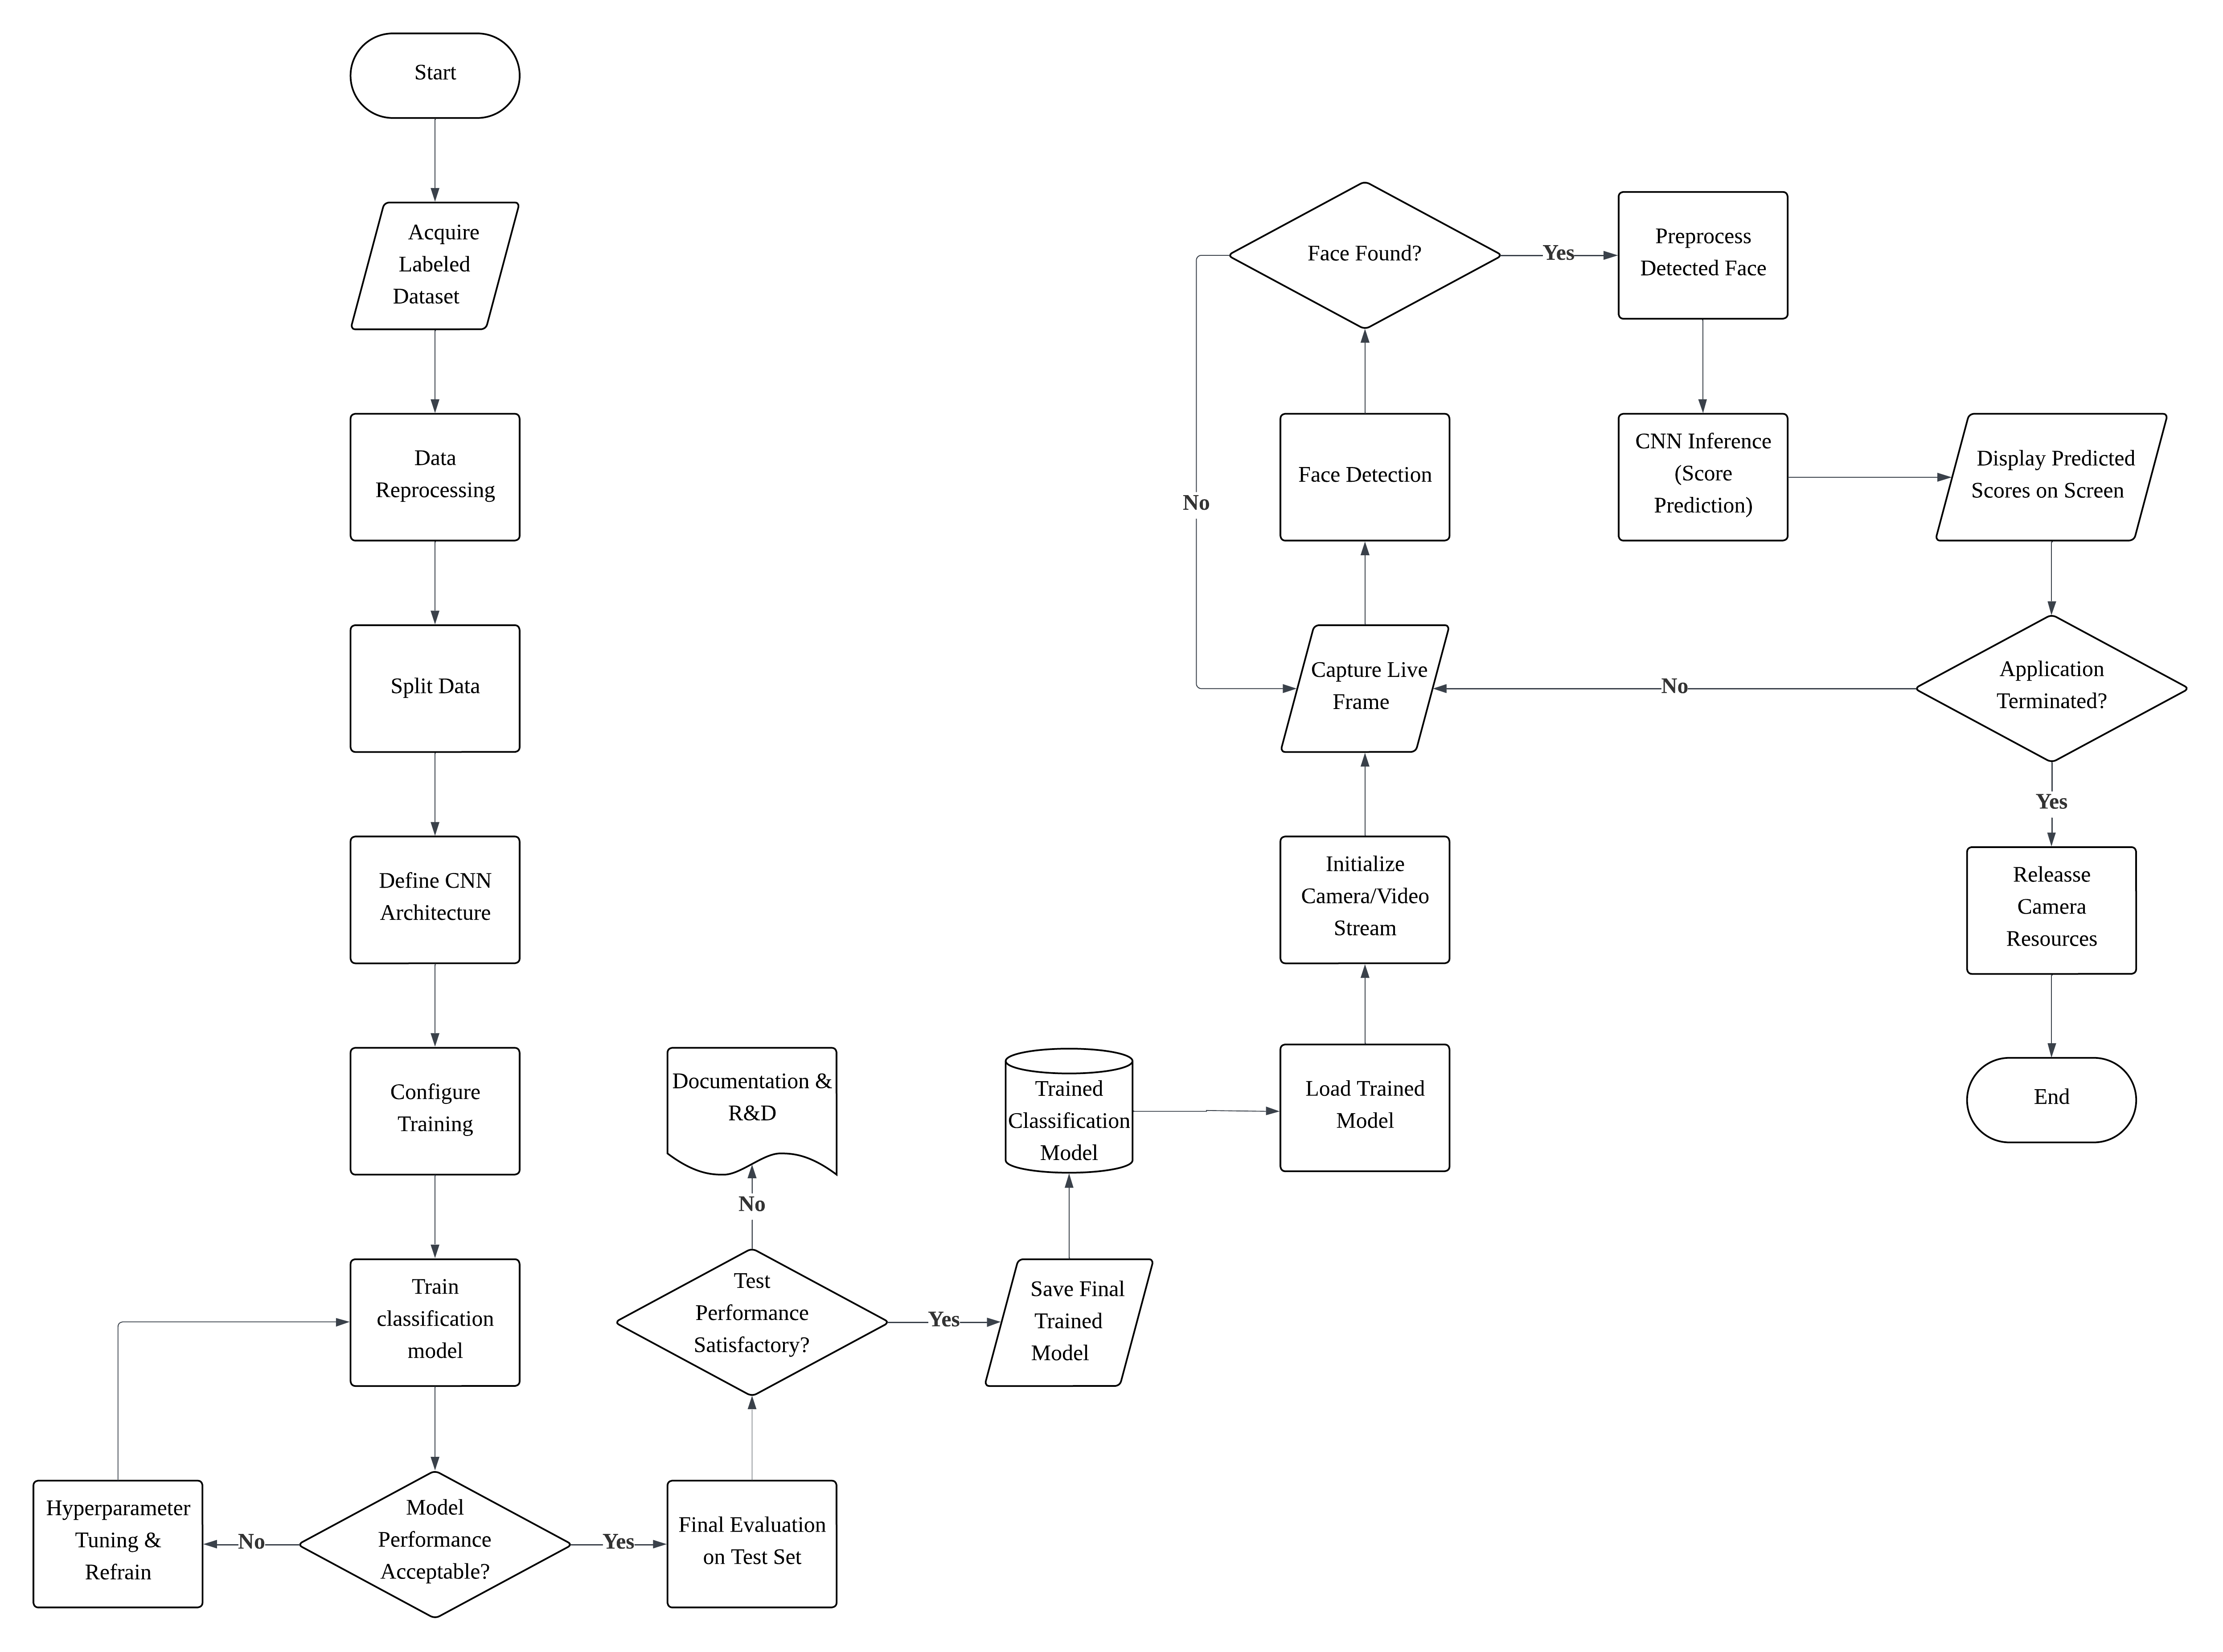 Start
Acquire
Labeled
Dataset
Data
Reprocessing
Split Data
Define CNN
Architecture
Configure
Training
Train
classification
model
Model
Performance
Acceptable?
No
Hyperparameter
Tuning &
Refrain
Yes
Final Evaluation
on Test Set
Test
Performance
Satisfactory?
No
Documentation &
R&D
Yes
Save Final
Trained
Model
Trained
Classification
Model
Load Trained
Model
Initialize
Camera/Video
Stream
Capture Live
Frame
Face Detection
Face Found?
No
Yes
Preprocess
Detected Face
CNN Inference
(Score
Prediction)
Display Predicted
Scores on Screen
Application
Terminated?
No
Yes
Releasse
Camera
Resources
End